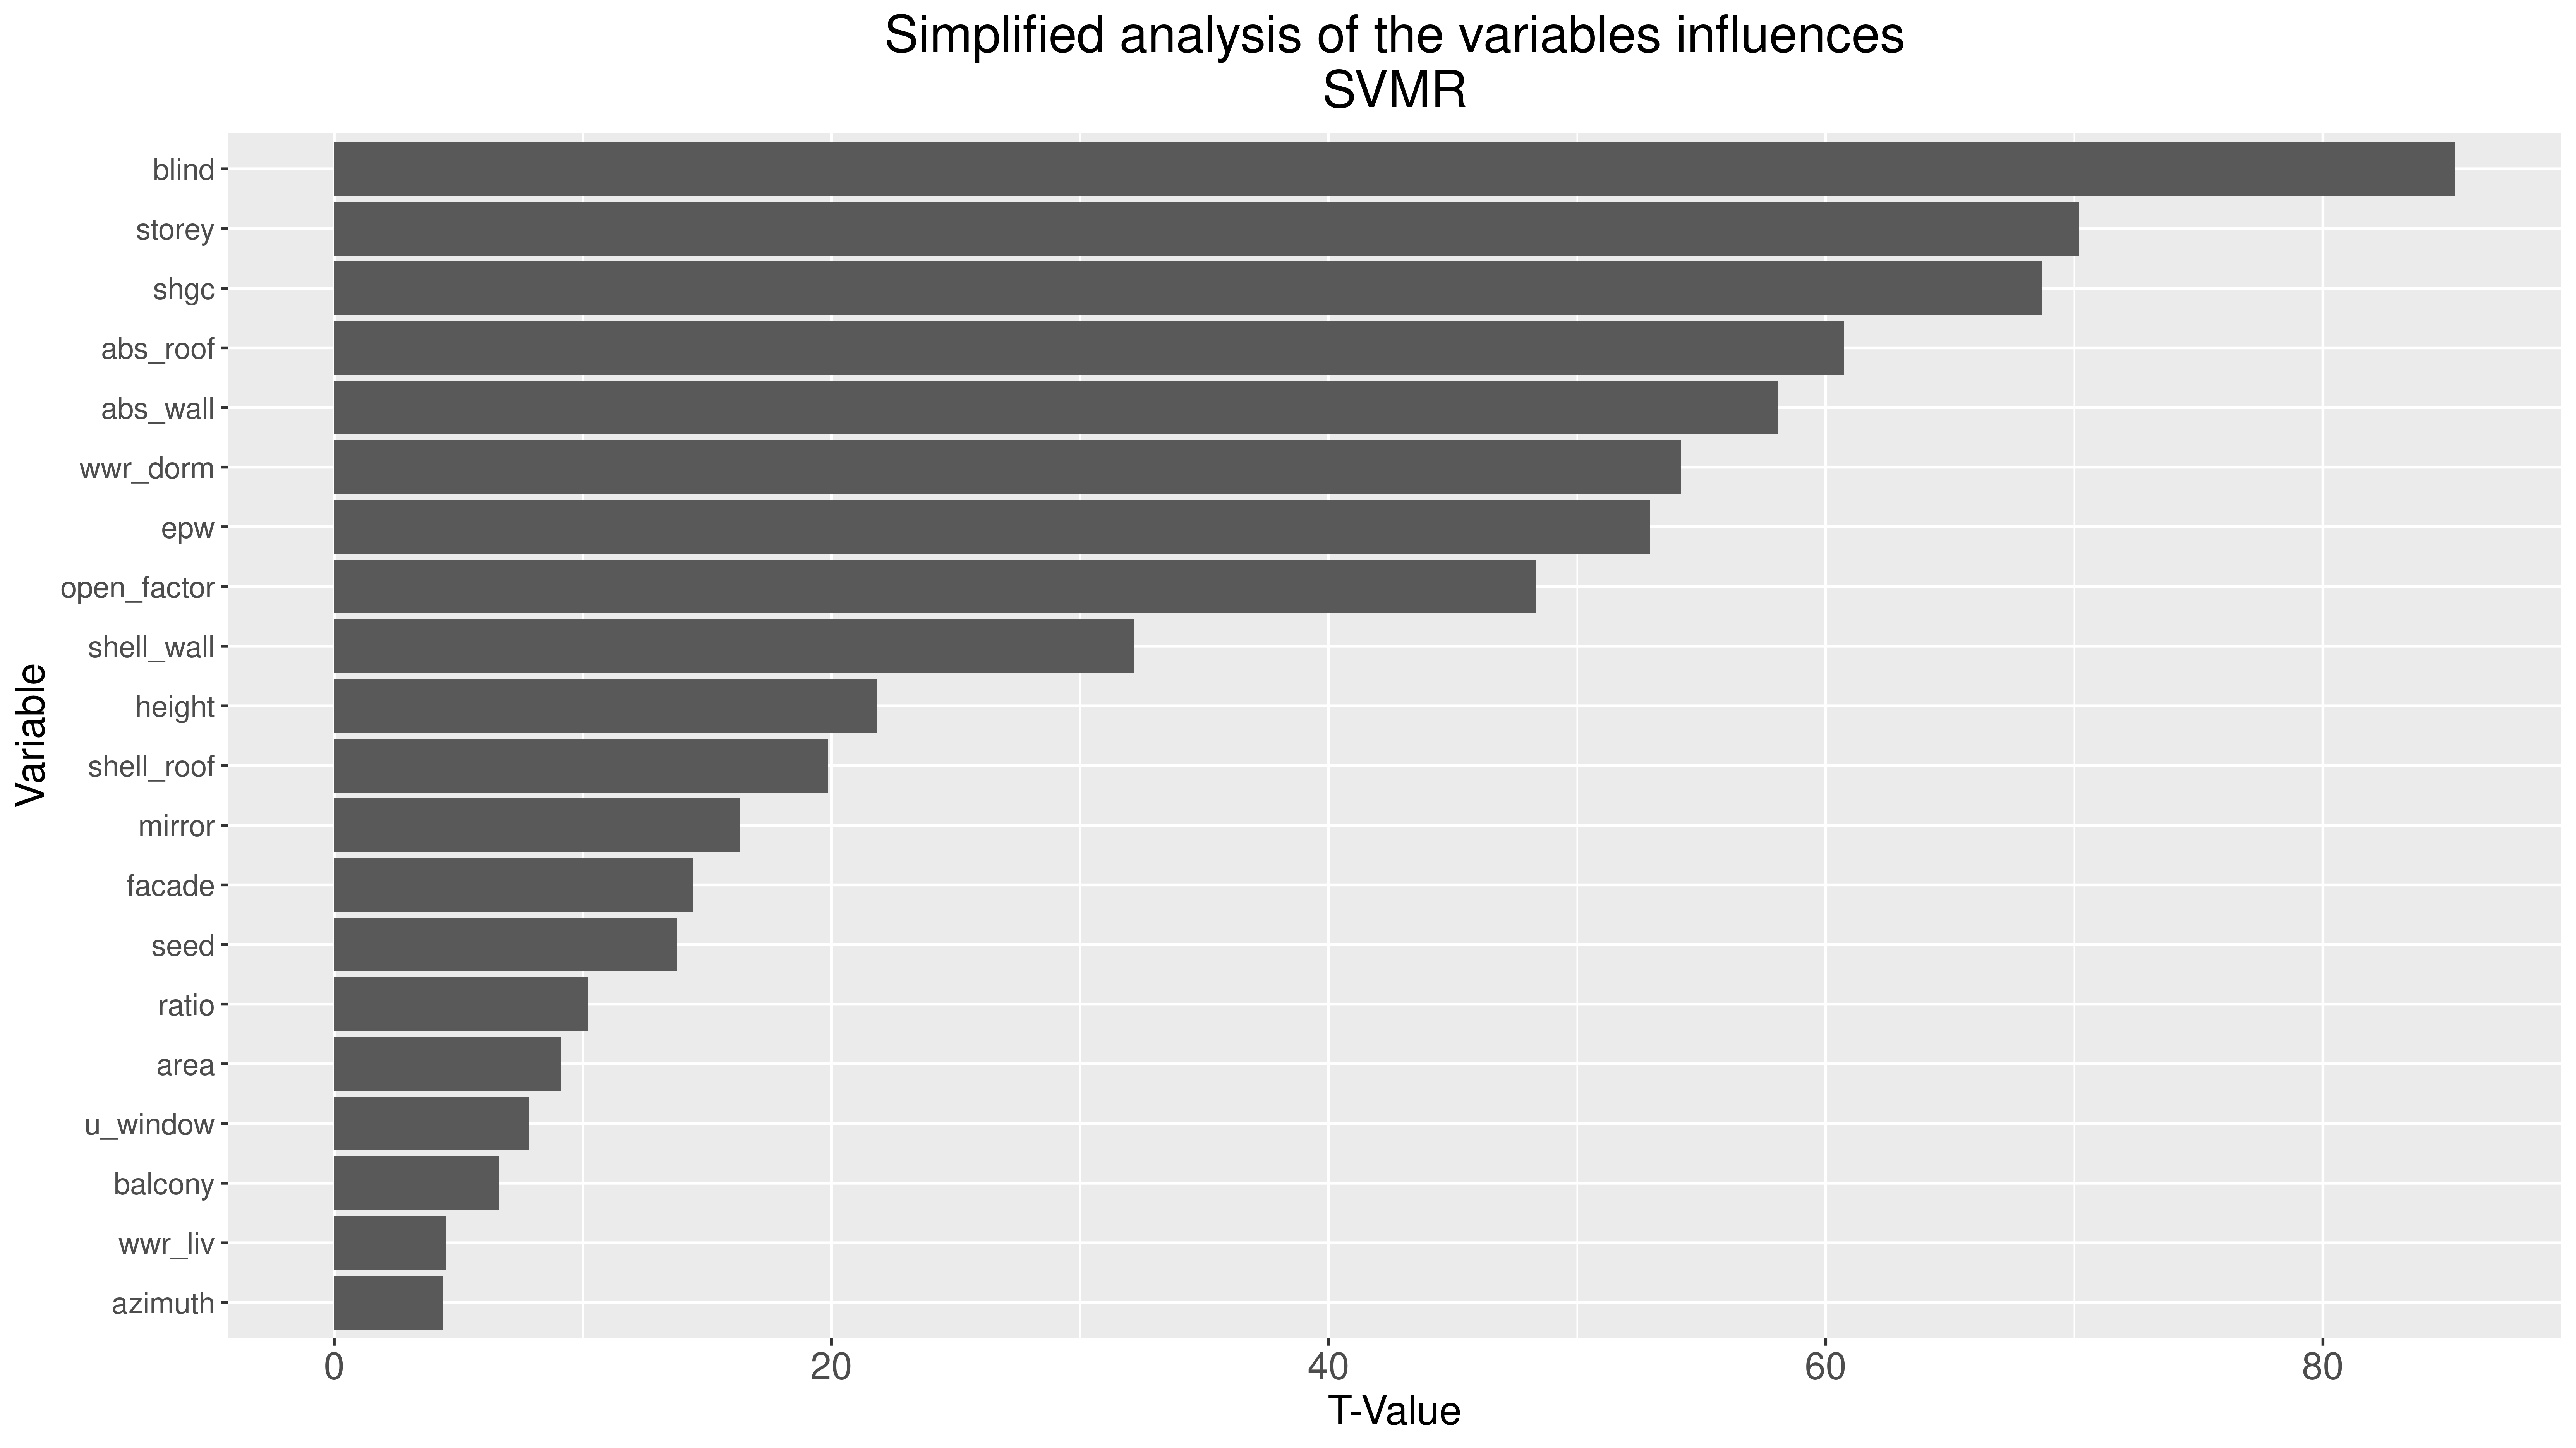 Simplified analysis of the variables influences
SVMR
Variable
blind
storey
shgc
abs_roof
abs_wall
wwr_dorm
epw
open_factor
shell_wall
height
shell_roof
mirror
facade
seed
ratio
area
u_window
balcony
wwr_liv
azimuth
0 20 40 60 80
T-Value